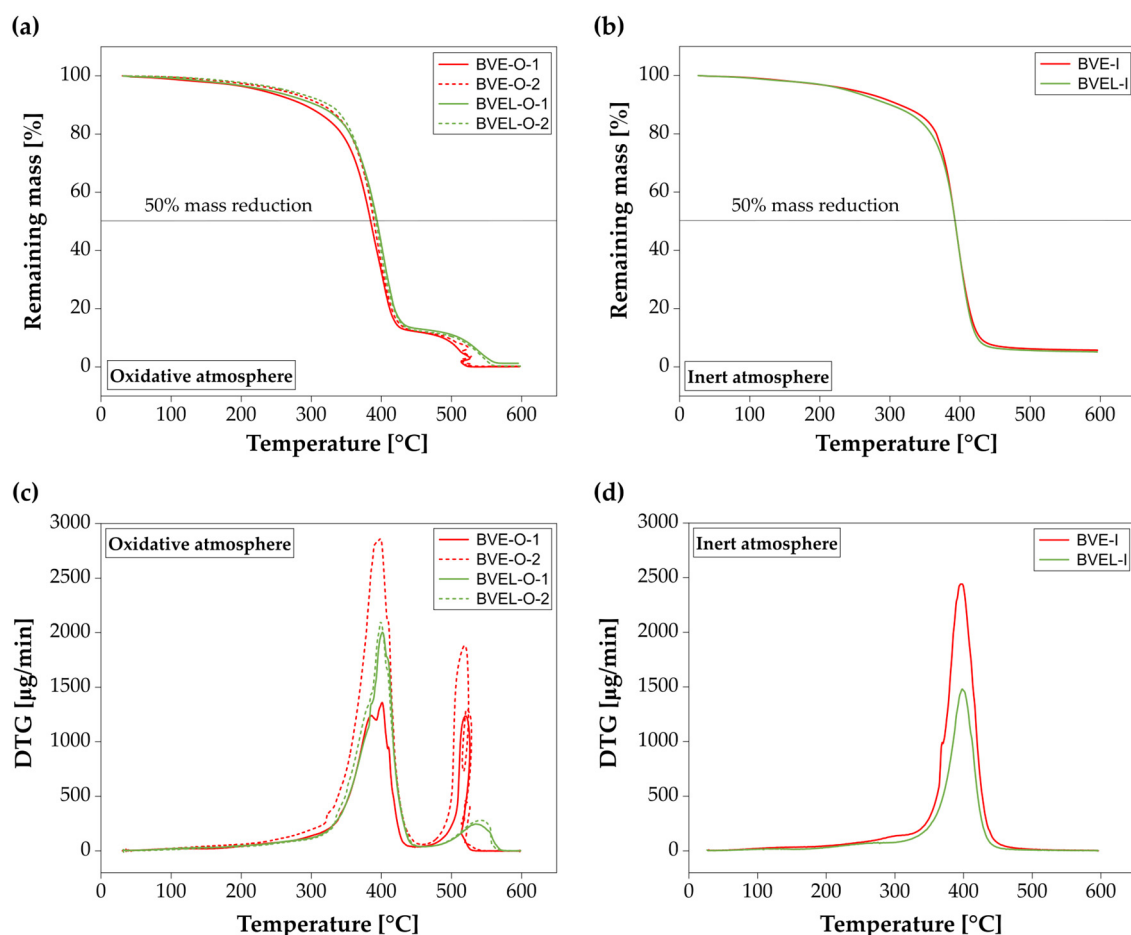 (a)
BVE-O-1
BVE-O-2
BVEL-O-1
BVEL-O-2
100
80
60
40
20
0
Remaining mass [%]
50% mass reduction
Oxidative atmosphere
0 100 200 300 400 500 600
Temperature [°C]
(b)
BVE-I
BVEL-I
100
80
60
40
20
0
Remaining mass [%]
50% mass reduction
Inert atmosphere
0 100 200 300 400 500 600
Temperature [°C]
(c)
Oxidative atmosphere
BVE-O-1
BVE-O-2
BVEL-O-1
BVEL-O-2
3000
2500
2000
1500
1000
500
0
DTG [µg/min]
0 100 200 300 400 500 600
Temperature [°C]
(d)
Inert atmosphere
BVE-I
BVEL-I
3000
2500
2000
1500
1000
500
0
DTG [µg/min]
0 100 200 300 400 500 600
Temperature [°C]